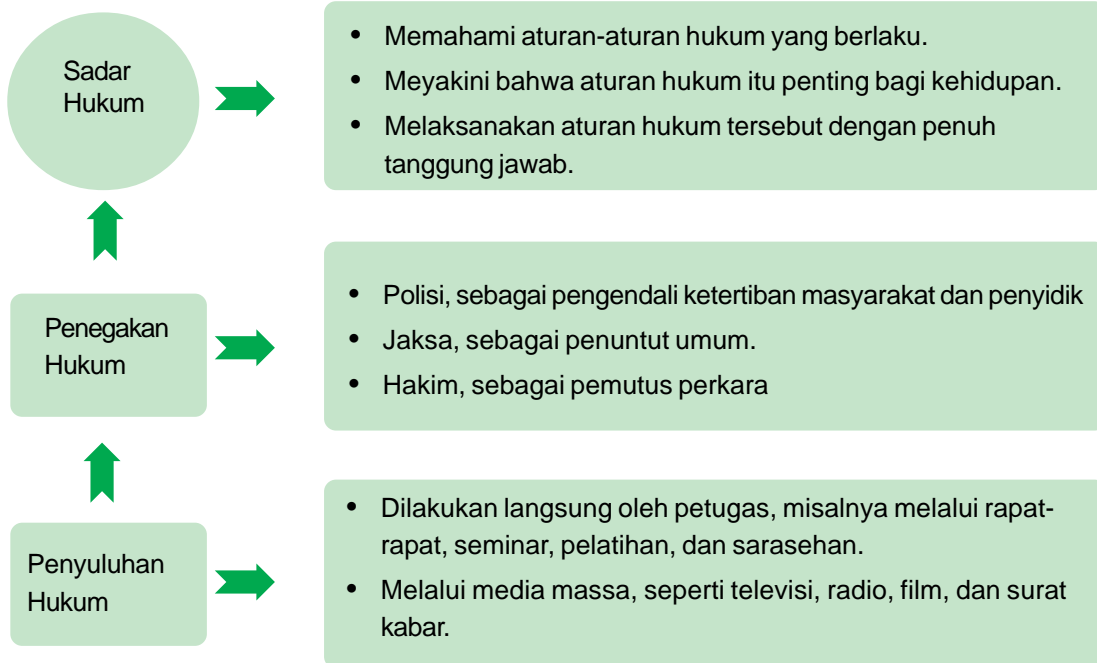 Sadar
Hukum
• Memahami aturan-aturan hukum yang berlaku.
• Meyakini bahwa aturan hukum itu penting bagi kehidupan.
• Melaksanakan aturan hukum tersebut dengan penuh
tanggung jawab.
Penegakan
Hukum
• Polisi, sebagai pengendali ketertiban masyarakat dan penyidik
• Jaksa, sebagai penuntut umum.
• Hakim, sebagai pemutus perkara
Penyuluhan
Hukum
• Dilakukan langsung oleh petugas, misalnya melalui rapat-
rapat, seminar, pelatihan, dan sarasehan.
• Melalui media massa, seperti televisi, radio, film, dan surat
kabar.